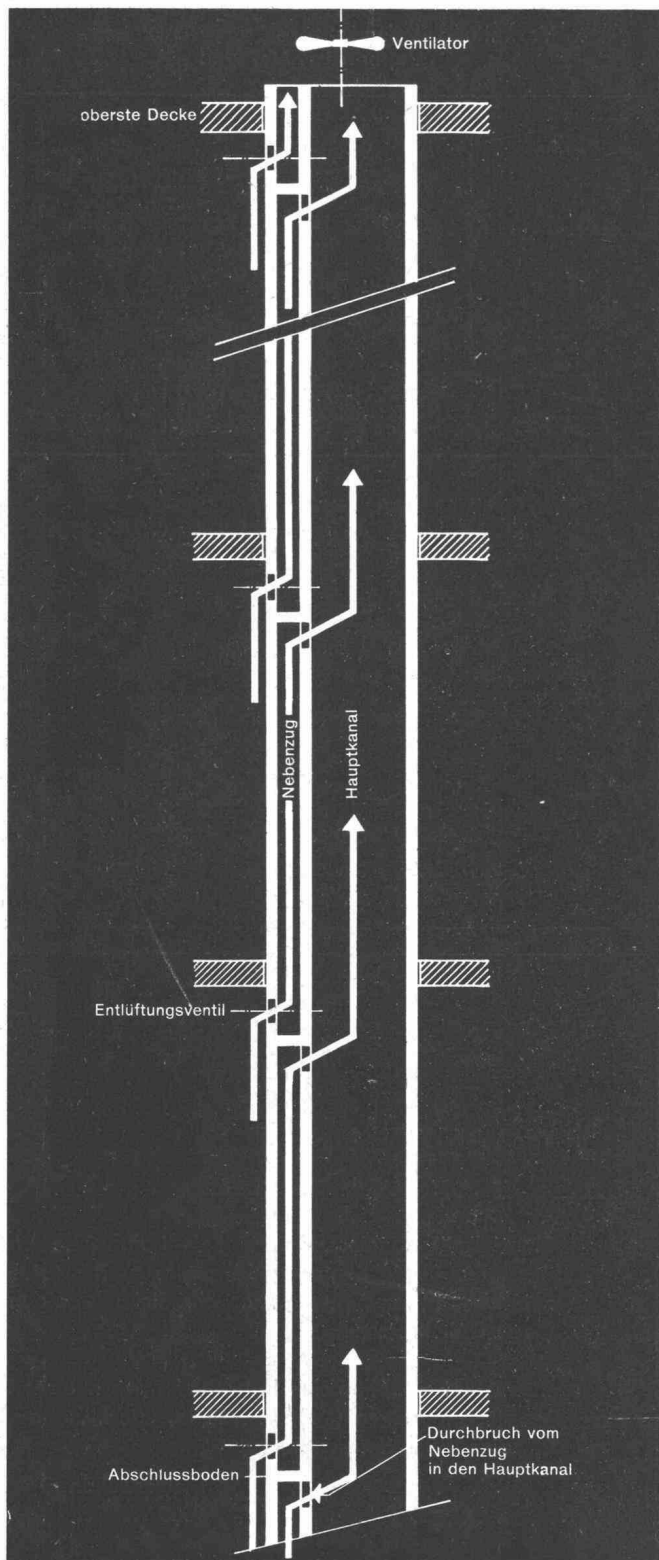 Ventilator
oberste Decke
Nebenzug
Hauptkanal
Entlüftungsventil
Durchbruch vom
Nebenzug
in den Hauptkanal
Abschlussboden